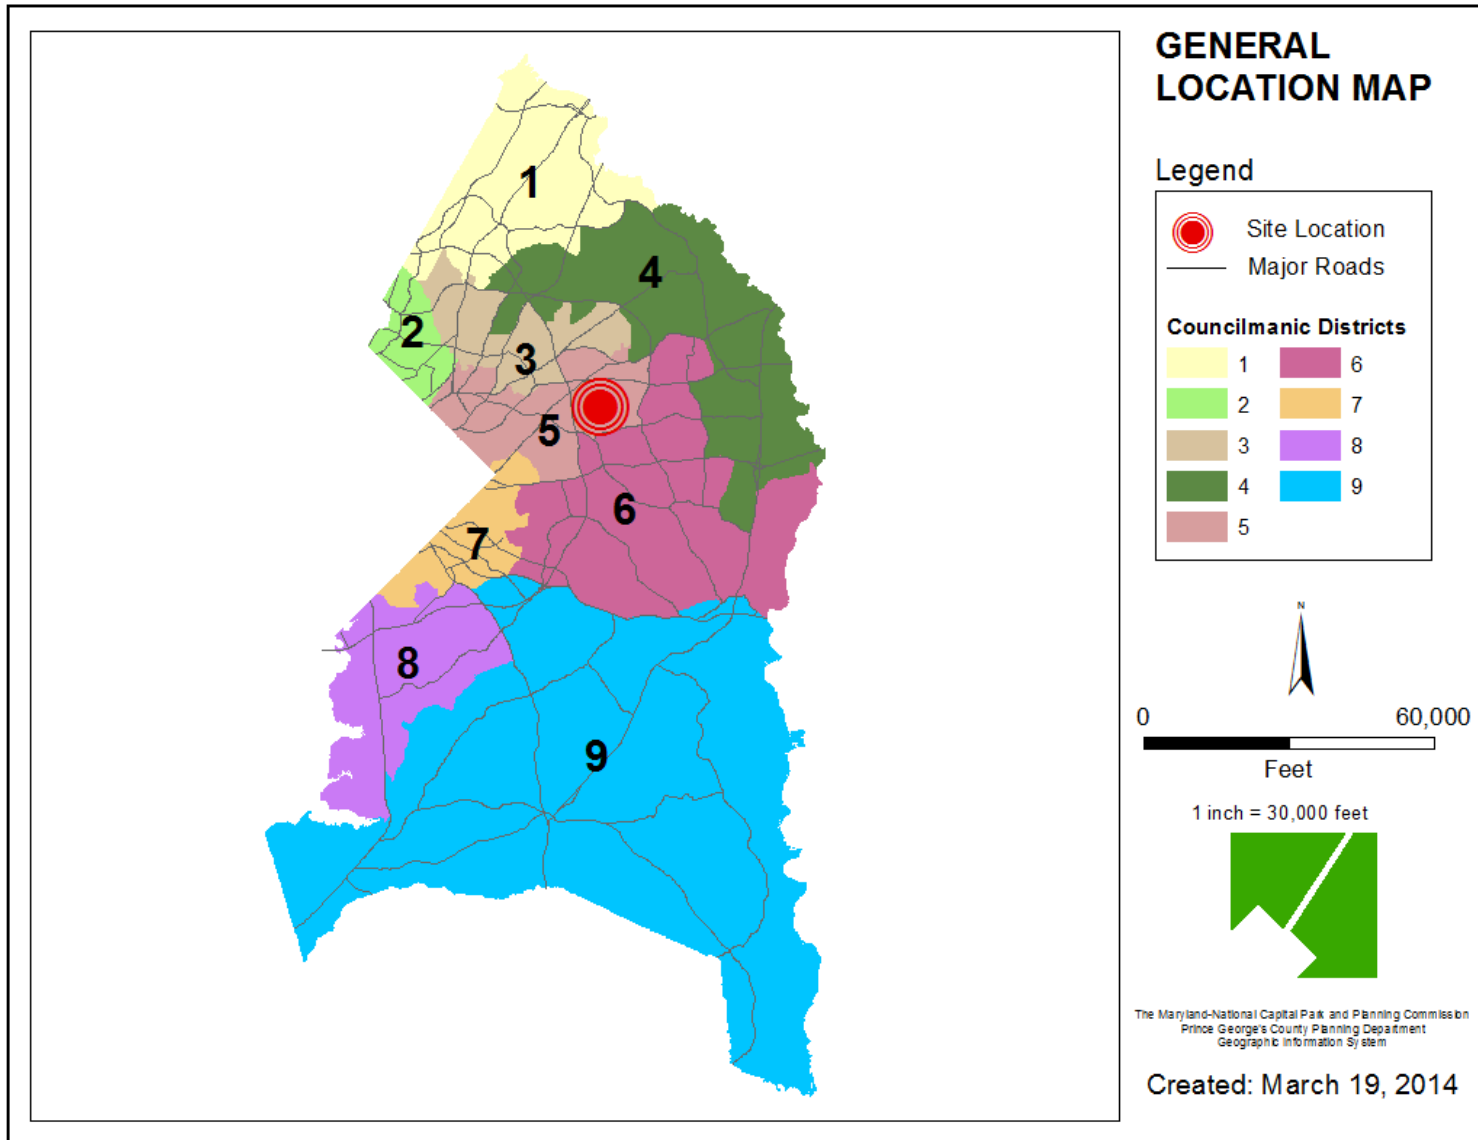 GENERAL
LOCATION MAP
Legend
Site Location
Major Roads
Councilmanic Districts
1 6
2 7
3 8
4 9
5
1
4
2
3
5
6
7
8
9
N
0 60,000
Feet
1 inch = 30,000 feet
The Maryland-National Capital Park and Planning Commission
Prince George's County Planning Department
Geographic Information System
Created: March 19, 2014